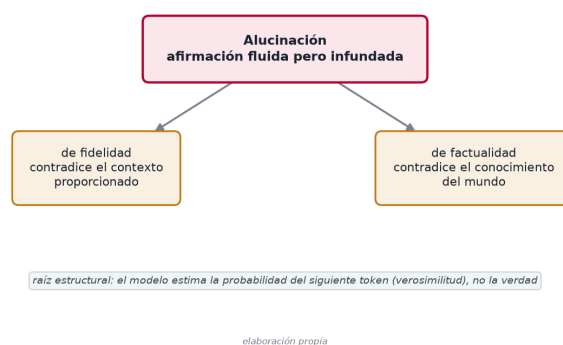 Alucinación
afirmación fluida pero infundada
de fidelidad
contradice el contexto
proporcionado
de factualidad
contradice el conocimiento
del mundo
raíz estructural: el modelo estima la probabilidad del siguiente token (verosimilitud), no la verdad
elaboración propia